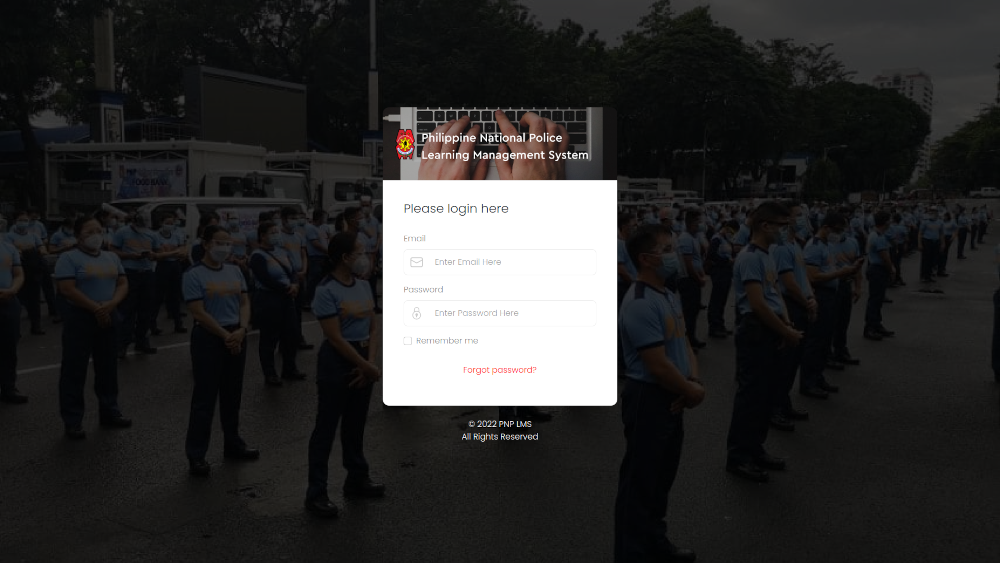 Philippine National Police
Learning Management System
Please login here
Email
Enter Email Here
Password
Enter Password Here
Remember me
Forgot password?
© 2022 PNP LMS
All Rights Reserved